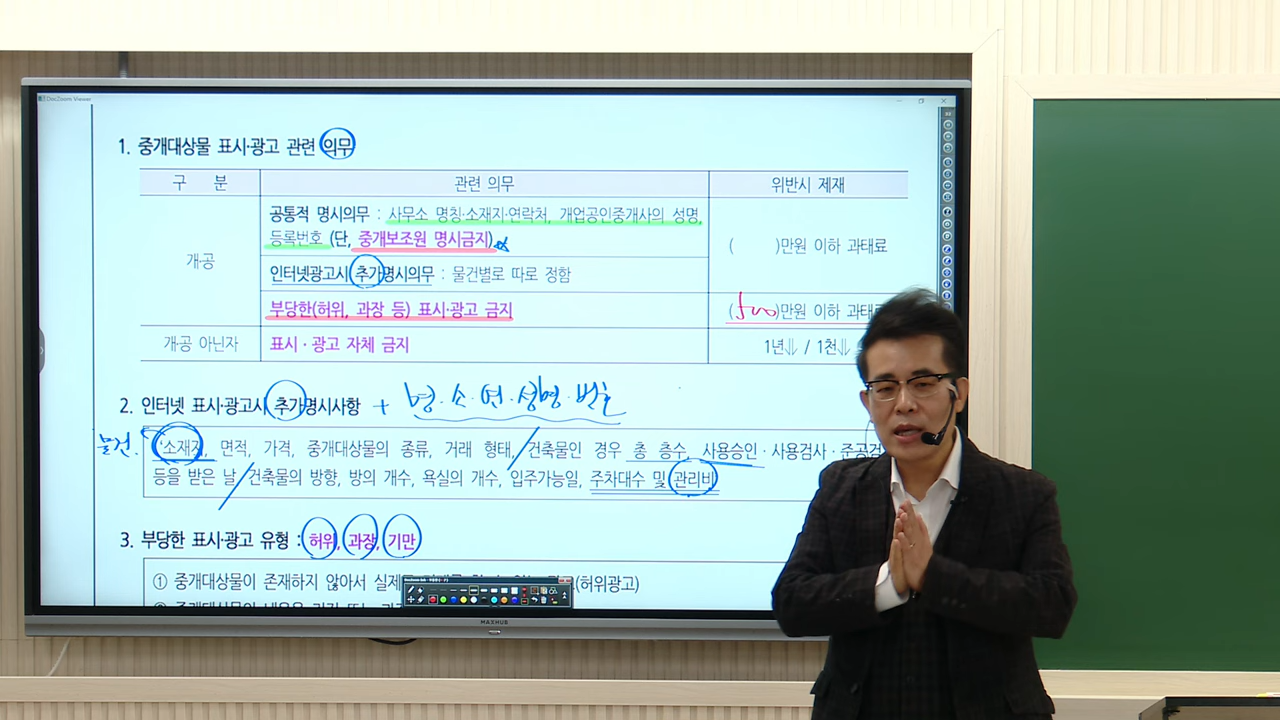 DocZoom Viewer
1. 중개대상물 표시·광고 관련 의무
구 분 관련 의무 위반시 제재
개·공 공통적 명시의무 : 사무소 명칭·소재지·연락처, 개업공인중개사의 성명,
등록번호 (단, 중개보조원 명시금지)
( )만원 이하 과태료
인터넷광고시 추가명시의무 : 물건별로 따로 정함
부당한(허위, 과장 등) 표시·광고 금지 (500)만원 이하 과태료
개·공 아닌자 표시·광고 자체 금지 1년⇓ / 1천⇓
2. 인터넷 표시·광고시 추가명시사항 + 명·소·연·성명·번호
물건. 소재지, 면적, 가격, 중개대상물의 종류, 거래 형태, 건축물인 경우 총 층수, 사용승인·사용검사·준공검
등을 받은 날 건축물의 방향, 방의 개수, 욕실의 개수, 입주가능일, 주차대수 및 관리비
3. 부당한 표시·광고 유형 : 허위, 과장, 기만
① 중개대상물이 존재하지 않아서 (허위광고)
MAXHUB